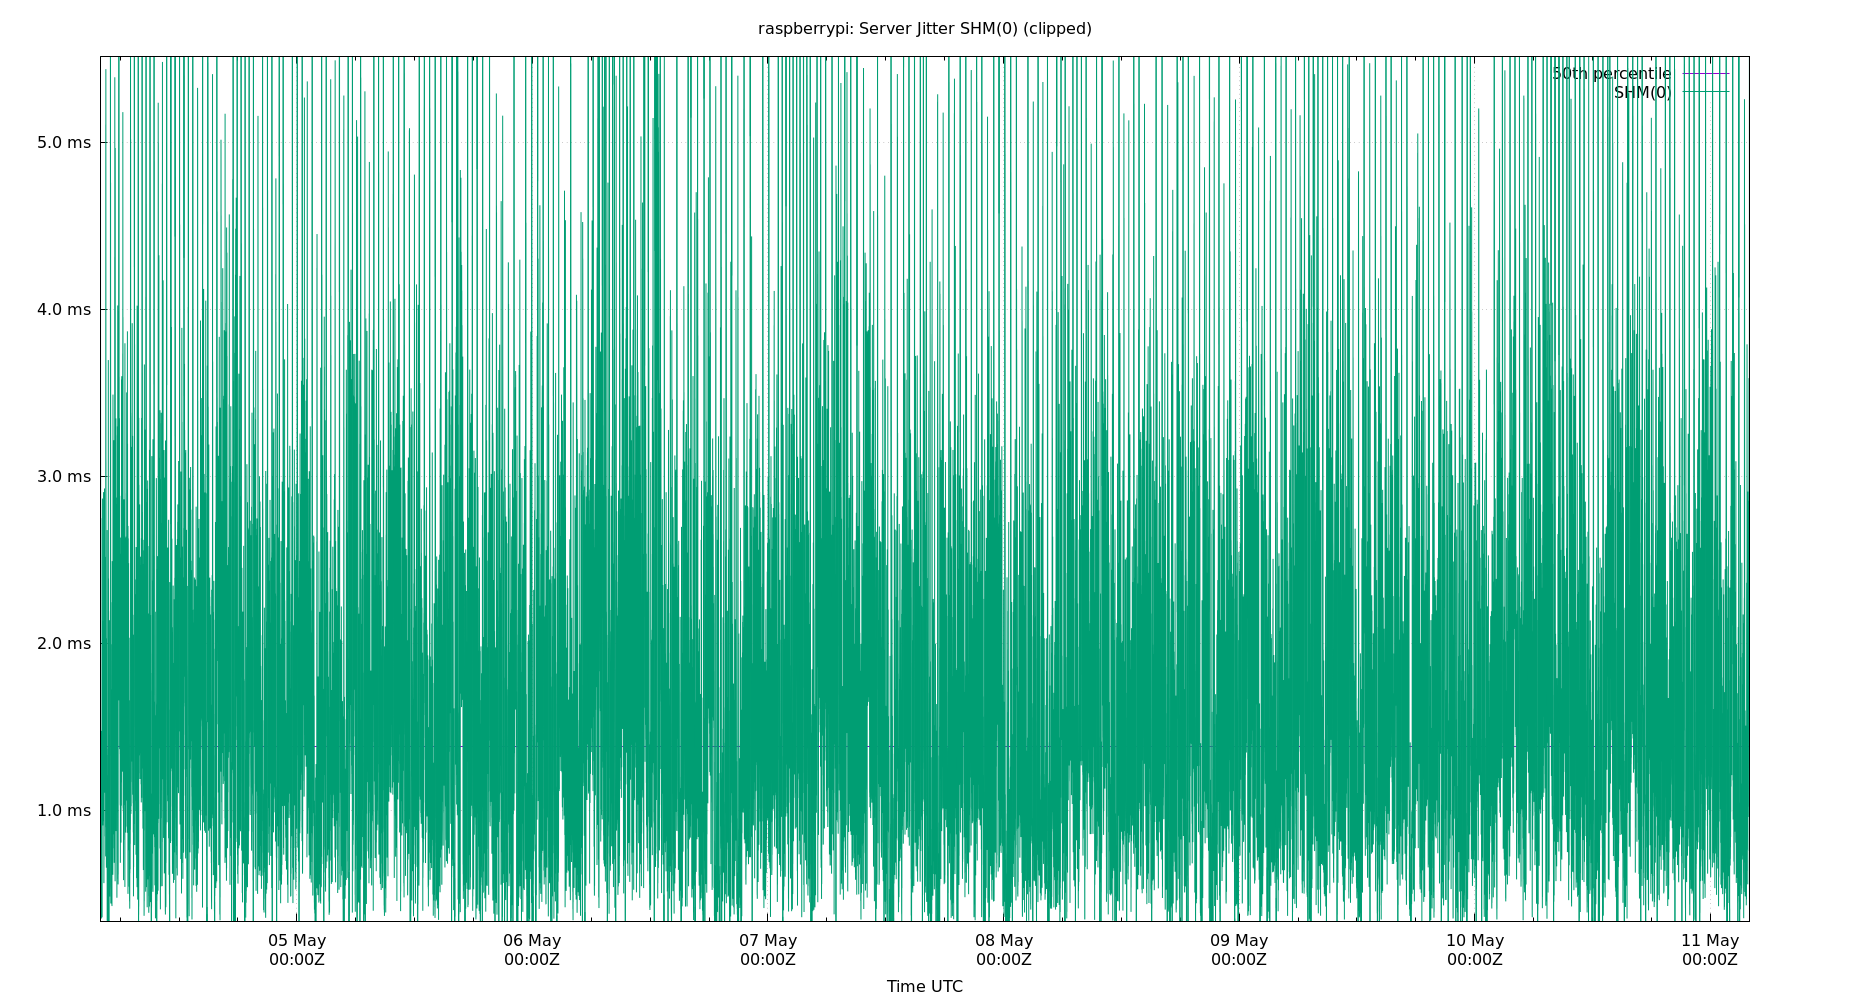 raspberrypi: Server Jitter SHM(0) (clipped)
50th percentile
SHM(0)
5.0 ms
4.0 ms
3.0 ms
2.0 ms
1.0 ms
05 May
00:00Z
06 May
00:00Z
07 May
00:00Z
08 May
00:00Z
09 May
00:00Z
10 May
00:00Z
11 May
00:00Z
Time UTC